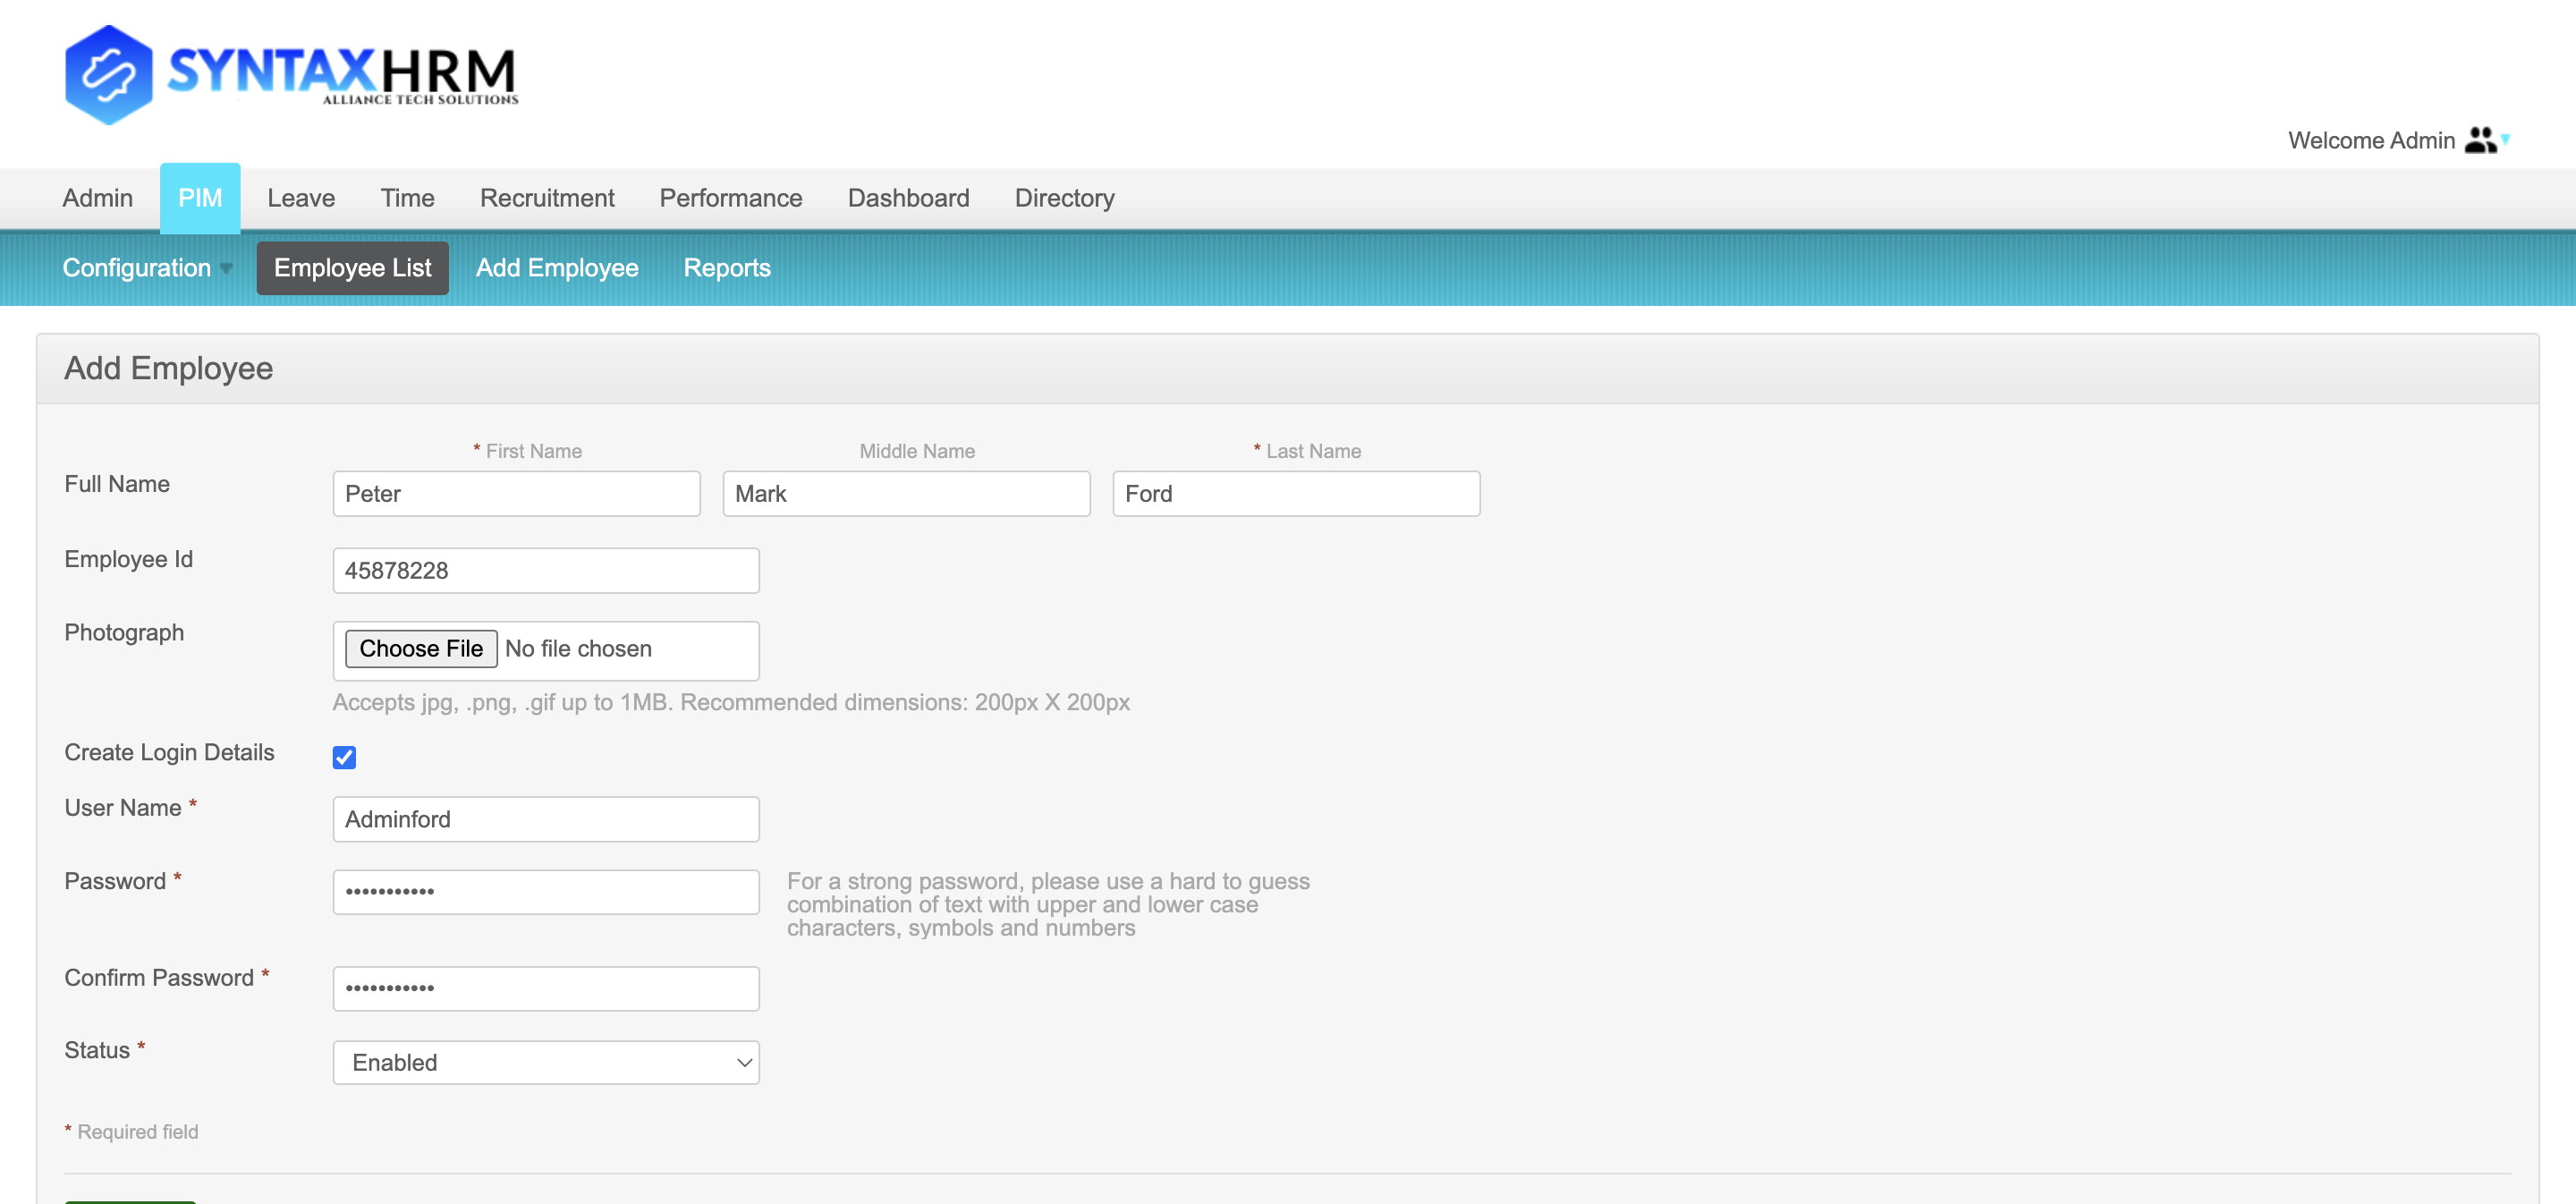 SYNTAXHRM
ALLIANCE TECH SOLUTIONS
Welcome Admin
Admin PIM Leave Time Recruitment Performance Dashboard Directory
Configuration Employee List Add Employee Reports
Add Employee
* First Name Middle Name * Last Name
Full Name Peter Mark Ford
Employee Id 45878228
Photograph Choose File No file chosen
Accepts jpg, .png, .gif up to 1MB. Recommended dimensions: 200px X 200px
Create Login Details
User Name * Adminford
Password * ••••••••••• For a strong password, please use a hard to guess
combination of text with upper and lower case
characters, symbols and numbers
Confirm Password * •••••••••••
Status * Enabled
* Required field